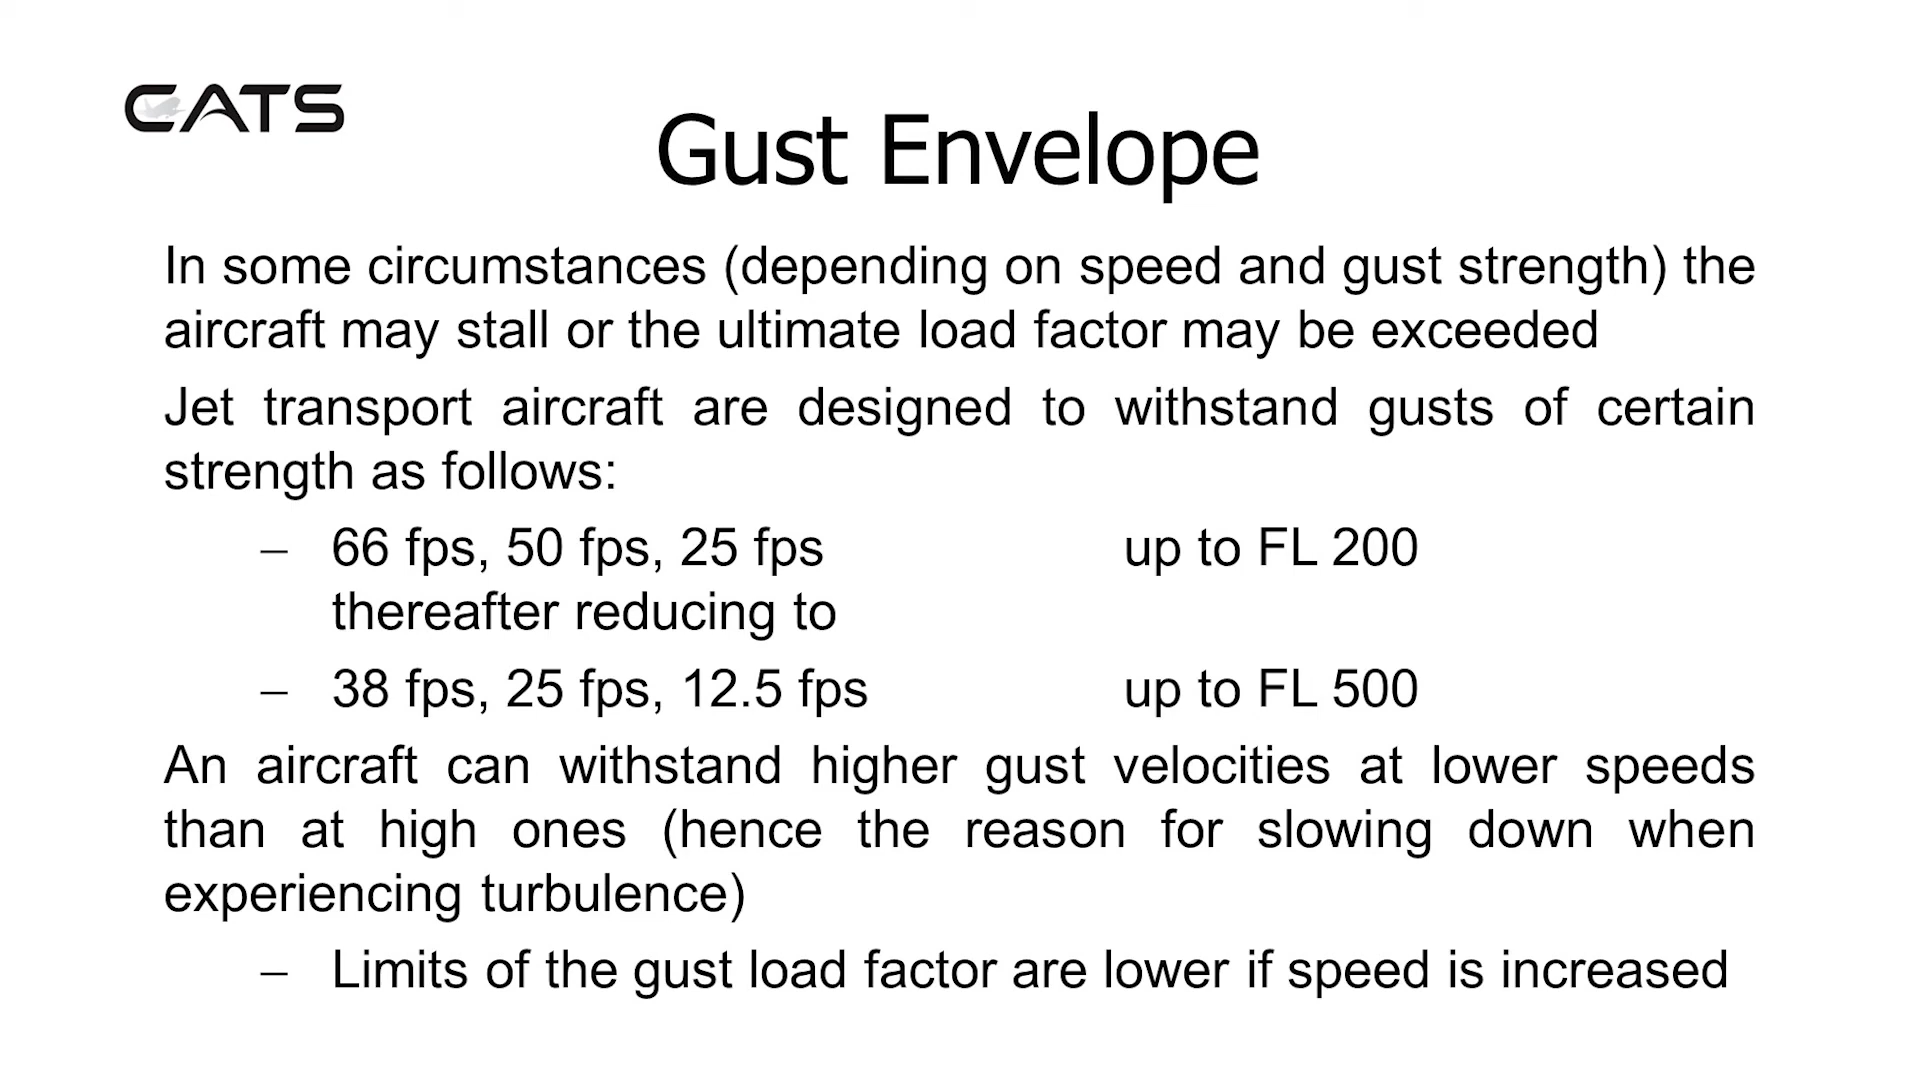 CATS
Gust Envelope
In some circumstances (depending on speed and gust strength) the
aircraft may stall or the ultimate load factor may be exceeded
Jet transport aircraft are designed to withstand gusts of certain
strength as follows:
– 66 fps, 50 fps, 25 fps up to FL 200
thereafter reducing to
– 38 fps, 25 fps, 12.5 fps up to FL 500
An aircraft can withstand higher gust velocities at lower speeds
than at high ones (hence the reason for slowing down when
experiencing turbulence)
– Limits of the gust load factor are lower if speed is increased